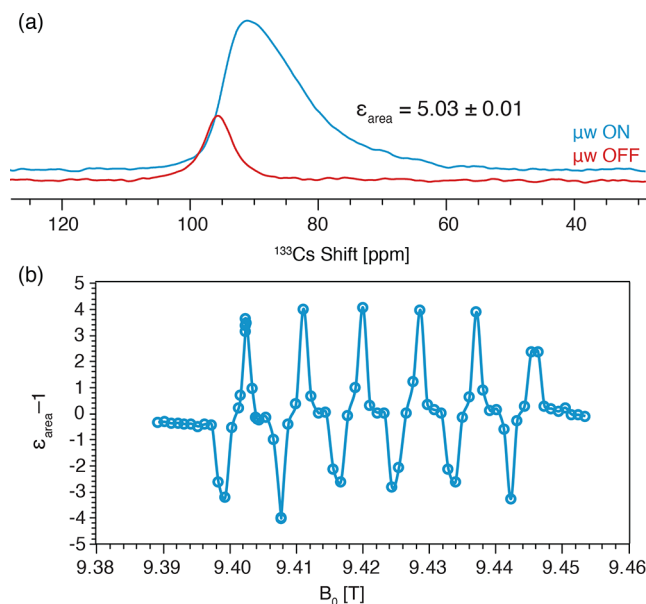 (a)
εarea = 5.03 ± 0.01
μw ON
μw OFF
120 100 80 60 40
¹³³Cs Shift [ppm]
(b)
5
4
3
2
1
0
-1
-2
-3
-4
-5
εarea−1
9.38 9.39 9.40 9.41 9.42 9.43 9.44 9.45 9.46
B₀ [T]